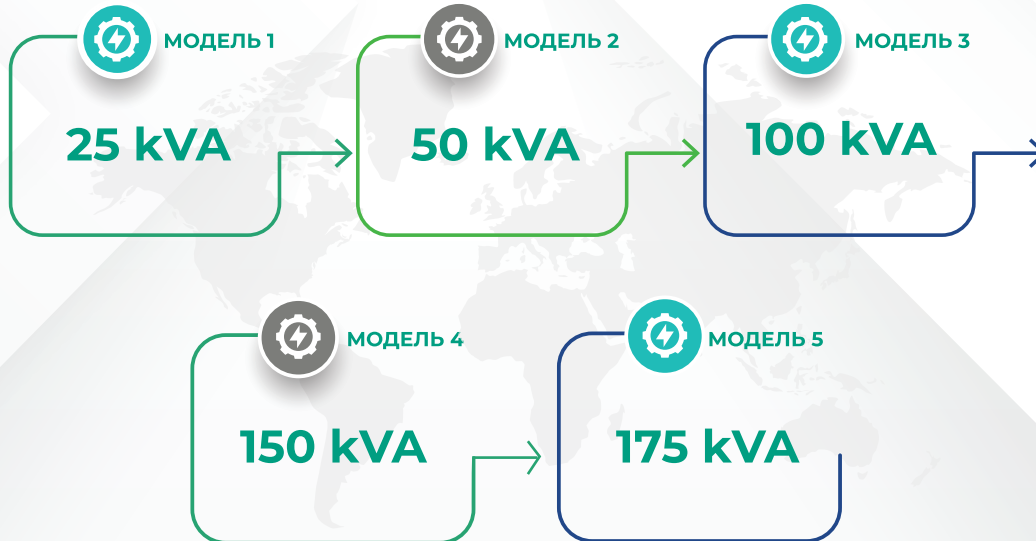 МОДЕЛЬ 1
25 kVA
МОДЕЛЬ 2
50 kVA
МОДЕЛЬ 3
100 kVA
МОДЕЛЬ 4
150 kVA
МОДЕЛЬ 5
175 kVA